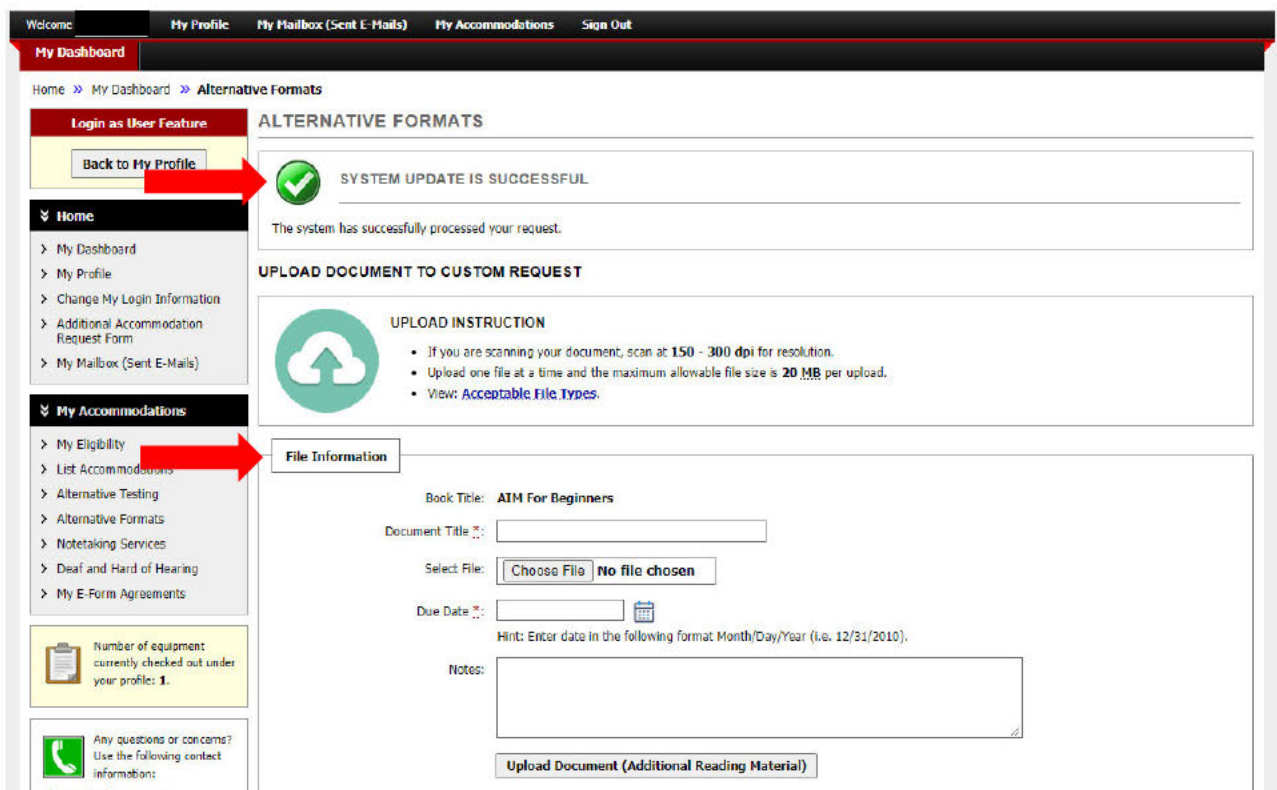 Welcome My Profile My Mailbox (Sent E-Mails) My Accommodations Sign Out
My Dashboard
Home » My Dashboard » Alternative Formats
Login as User Feature
Back to My Profile
Home
My Dashboard
My Profile
Change My Login Information
Additional Accommodation
Request Form
My Mailbox (Sent E-Mails)
My Accommodations
My Eligibility
List Accommodations
Alternative Testing
Alternative Formats
Notetaking Services
Deaf and Hard of Hearing
My E-Form Agreements
Number of equipment
currently checked out under
your profile: 1.
Any questions or concerns?
Use the following contact
information:
ALTERNATIVE FORMATS
SYSTEM UPDATE IS SUCCESSFUL
The system has successfully processed your request.
UPLOAD DOCUMENT TO CUSTOM REQUEST
UPLOAD INSTRUCTION
• If you are scanning your document, scan at 150 - 300 dpi for resolution.
• Upload one file at a time and the maximum allowable file size is 20 MB per upload.
• View: Acceptable File Types.
File Information
Book Title: AIM For Beginners
Document Title *:
Select File: Choose File No file chosen
Due Date *:
Hint: Enter date in the following format Month/Day/Year (i.e. 12/31/2010).
Notes:
Upload Document (Additional Reading Material)